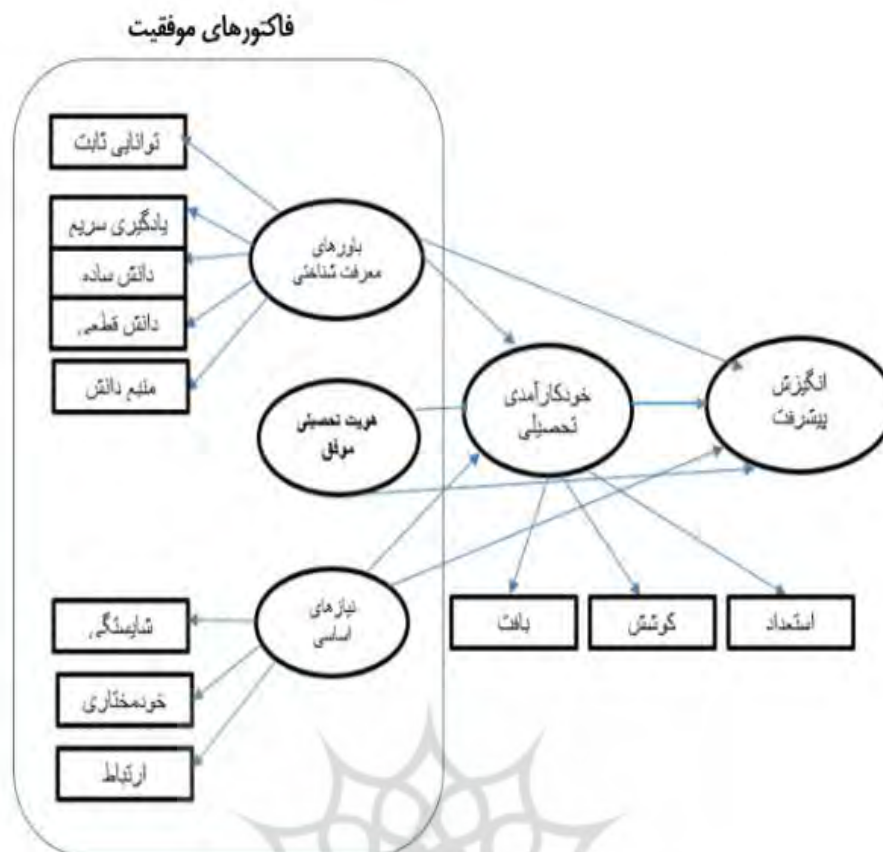 فاکتورهای موفقیت
توانایی ثابت
یادگیری سریع
دانش ساده
دانش قطعی
منبع دانش
باورهای
معرفت شناختی
هویت تحصیلی
موفق
خودکارآمدی
تحصیلی
انگیزش
پیشرفت
نیازهای
اساسی
شایستگی
خودمختاری
ارتباط
بافت
کوشش
استعداد